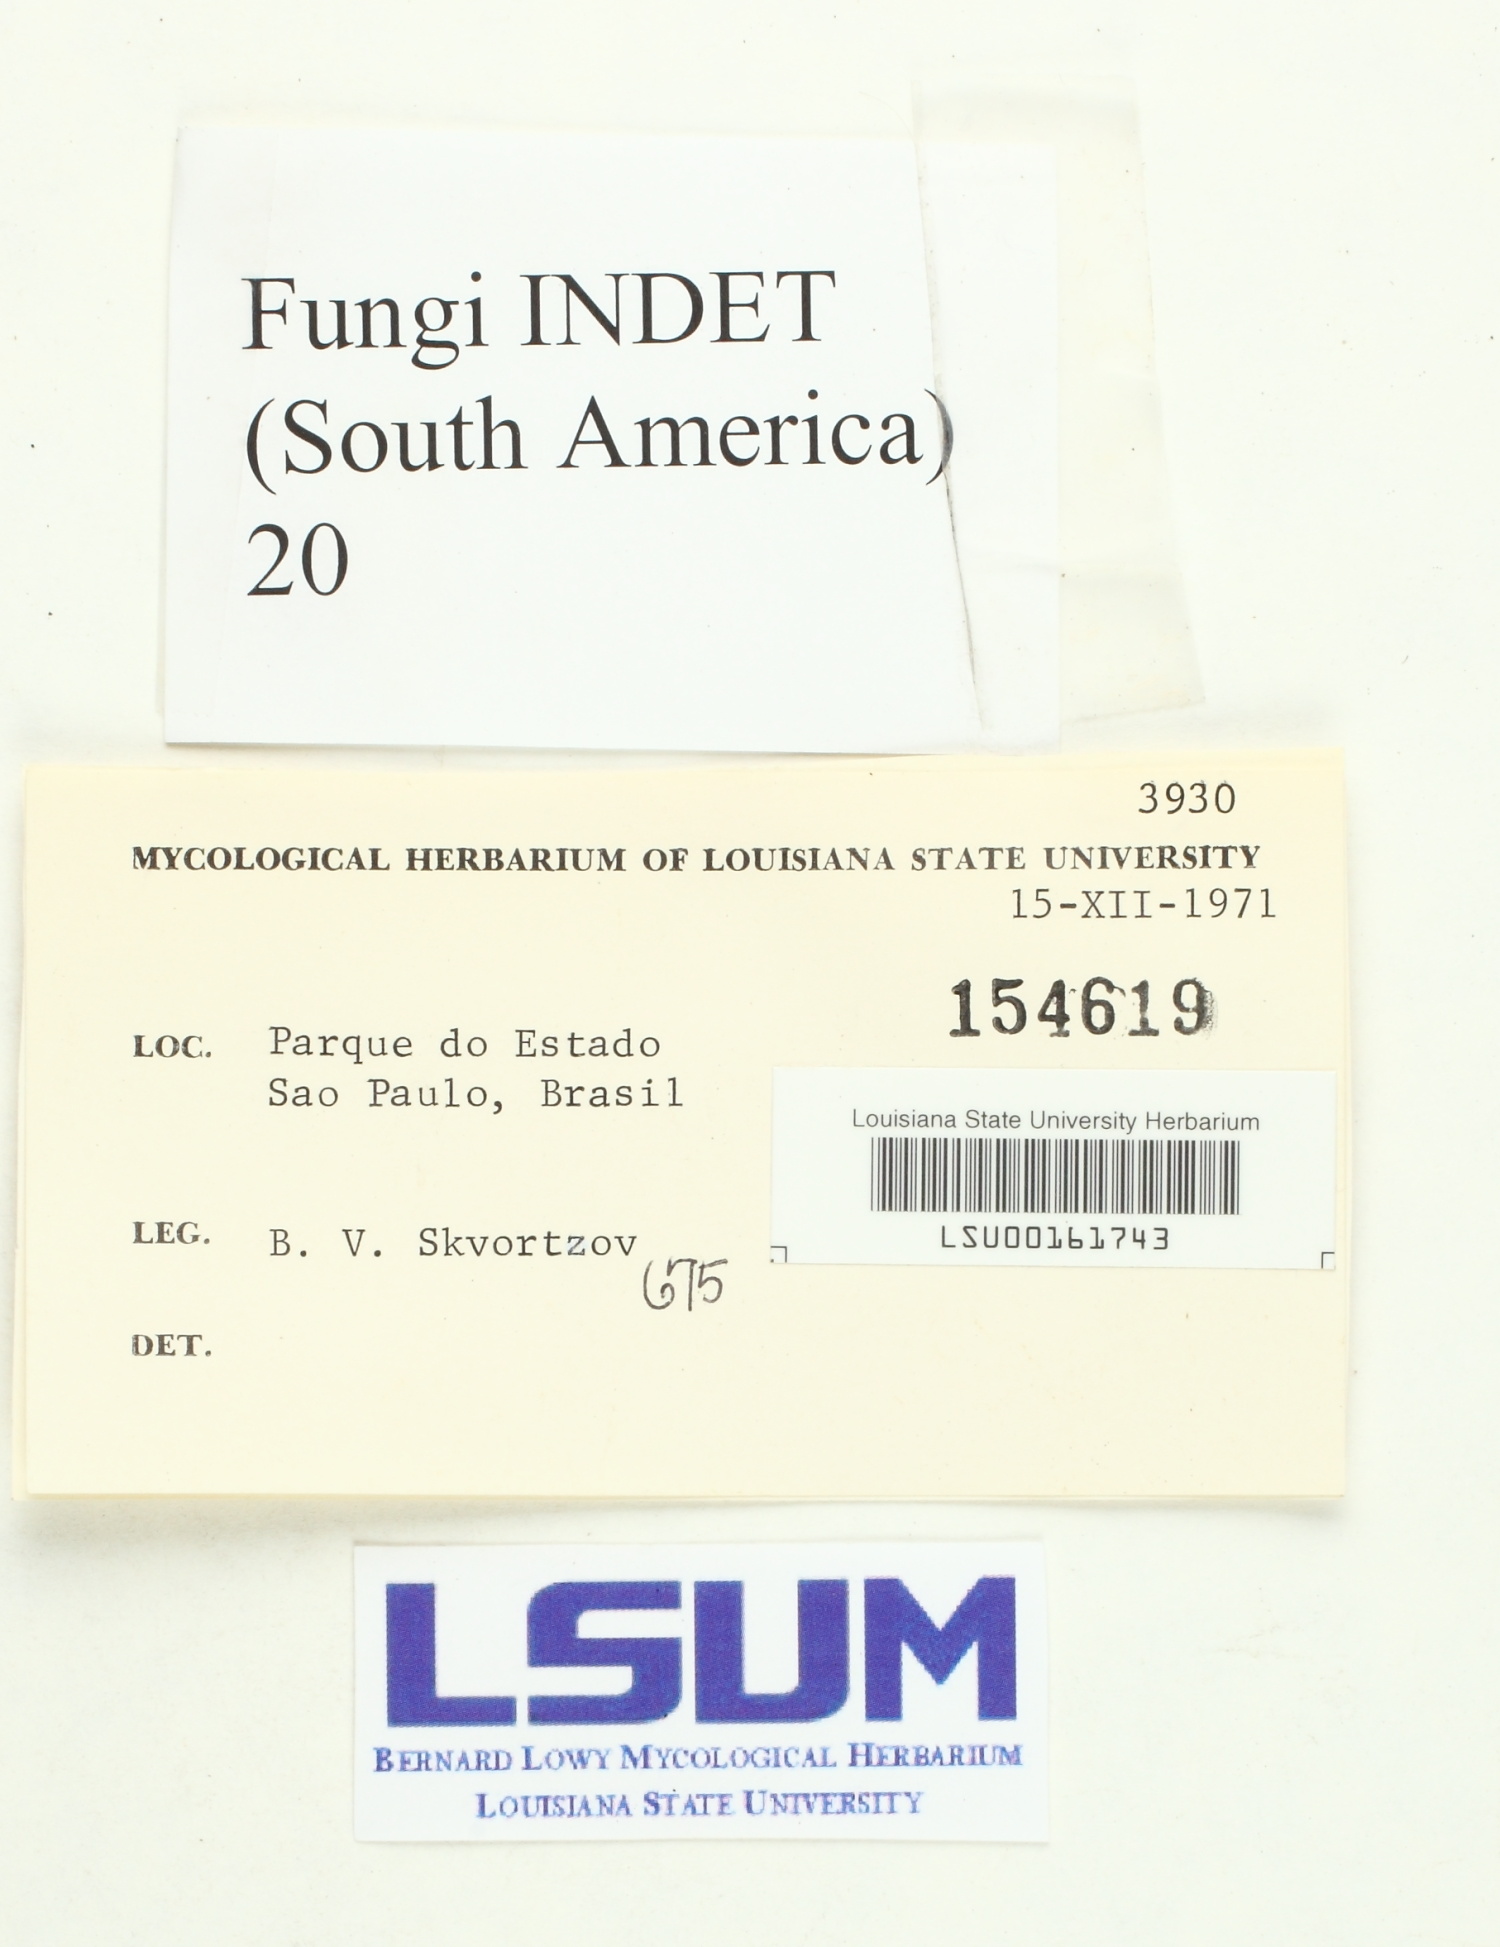 Fungi INDET
(South America)
20
3930
MYCOLOGICAL HERBARIUM OF LOUISIANA STATE UNIVERSITY
15-XII-1971
154619
LOC. Parque do Estado
Sao Paulo, Brasil
Louisiana State University Herbarium
LSU00161743
LEG. B. V. Skvortzov
675
DET.
LSUM
BERNARD LOWY MYCOLOGICAL HERBARIUM
LOUISIANA STATE UNIVERSITY